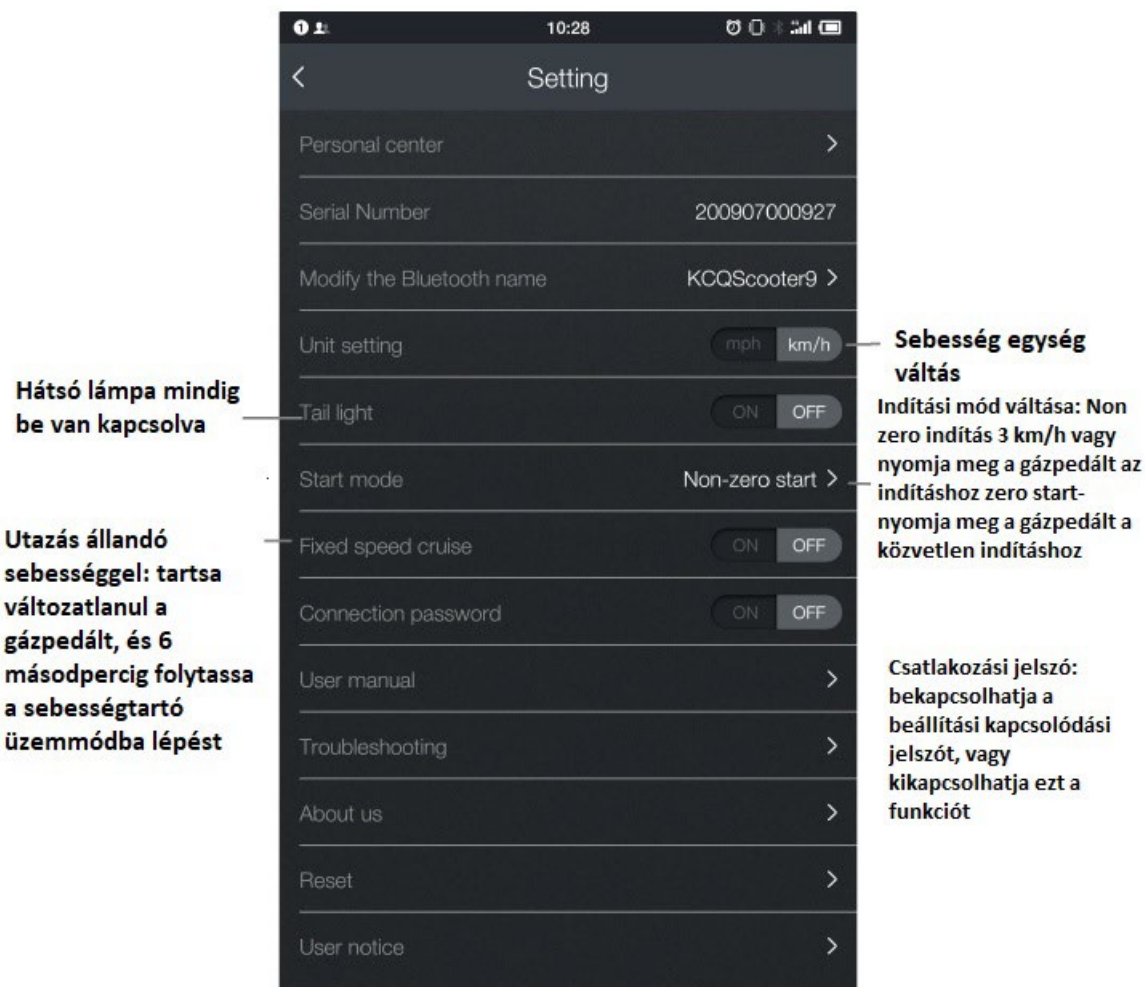 1
10:28
Setting
Personal center
Serial Number 200907000927
Modify the Bluetooth name KCQScooter9
Unit setting mph km/h
Tail light ON OFF
Start mode Non-zero start
Fixed speed cruise ON OFF
Connection password ON OFF
User manual
Troubleshooting
About us
Reset
User notice
Hátsó lámpa mindig
be van kapcsolva
Utazás állandó
sebességgel: tartsa
változatlanul a
gázpedált, és 6
másodpercig folytassa
a sebességtartó
üzemmódba lépést
Sebesség egység
váltás
Indítási mód váltása: Non
zero indítás 3 km/h vagy
nyomja meg a gázpedált az
indításhoz zero start-
nyomja meg a gázpedált a
közvetlen indításhoz
Csatlakozási jelszó:
bekapcsolhatja a
beállítási kapcsolódási
jelszót, vagy
kikapcsolhatja ezt a
funkciót